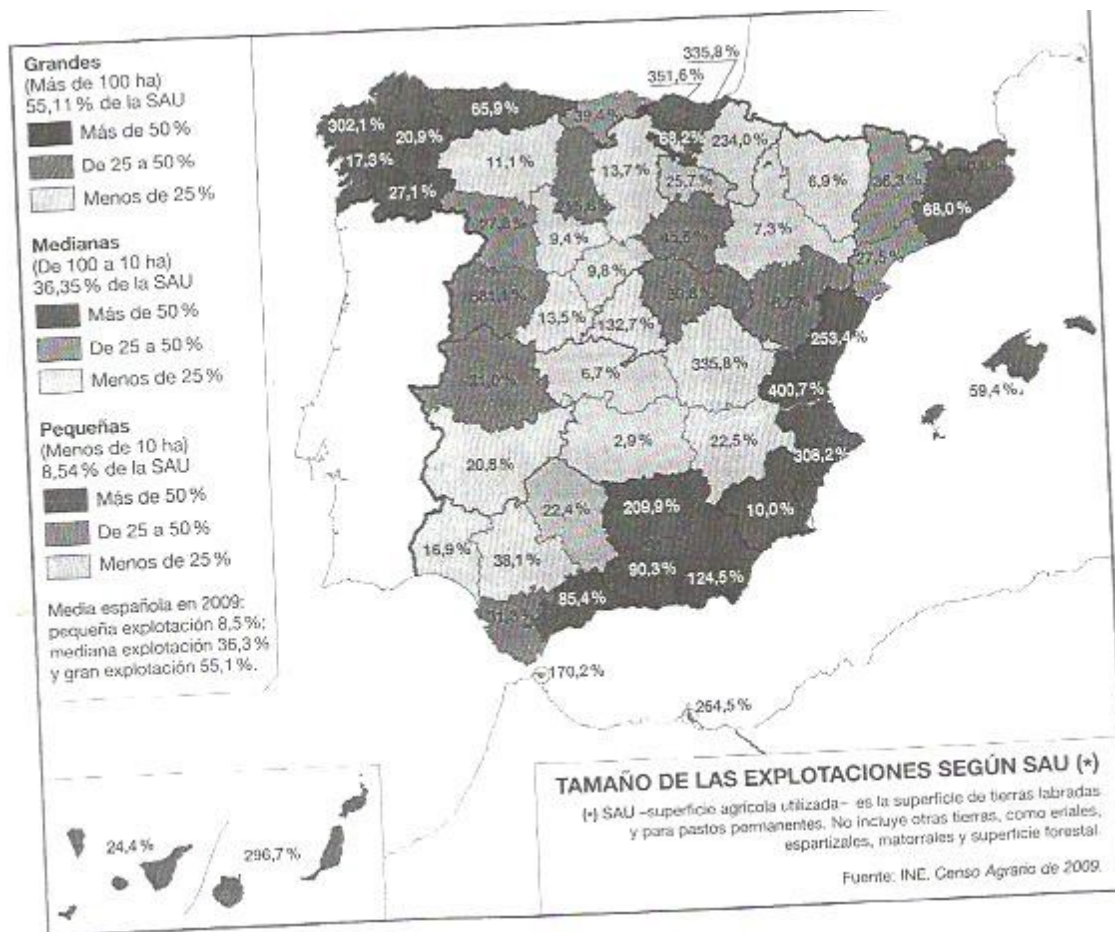 Grandes
(Más de 100 ha)
55,11 % de la SAU
Más de 50 %
De 25 a 50 %
Menos de 25 %
Medianas
(De 100 a 10 ha)
36,35 % de la SAU
Más de 50 %
De 25 a 50 %
Menos de 25 %
Pequeñas
(Menos de 10 ha)
8,54 % de la SAU
Más de 50 %
De 25 a 50 %
Menos de 25 %
Media española en 2009:
pequeña explotación 8,5 %;
mediana explotación 36,3 %
y gran explotación 55,1 %.
335,8 %
351,6 %
302,1 %
20,9 %
65,9 %
39,4 %
68,2 %
234,0 %
17,3 %
27,1 %
11,1 %
13,7 %
25,7 %
6,9 %
36,3 %
68,0 %
9,4 %
7,3 %
27,5 %
9,8 %
13,5 %
132,7 %
253,4 %
6,7 %
335,8 %
400,7 %
59,4 %
20,8 %
2,9 %
22,5 %
308,2 %
22,4 %
209,9 %
10,0 %
16,9 %
38,1 %
90,3 %
124,5 %
85,4 %
170,2 %
264,5 %
24,4 %
296,7 %
TAMAÑO DE LAS EXPLOTACIONES SEGÚN SAU (*)
(*) SAU –superficie agrícola utilizada– es la superficie de tierras labradas
y para pastos permanentes. No incluye otras tierras, como eriales,
espartizales, matorrales y superficie forestal.
Fuente: INE. Censo Agrario de 2009.